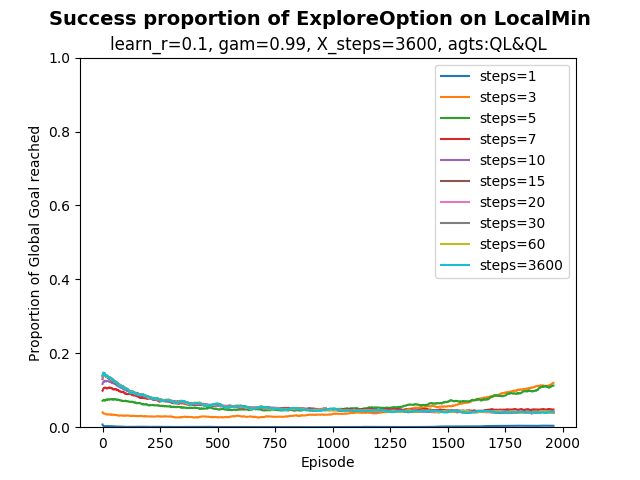 Success proportion of ExploreOption on LocalMin
learn_r=0.1, gam=0.99, X_steps=3600, agts:QL&QL
Proportion of Global Goal reached
1.0
0.8
0.6
0.4
0.2
0.0
steps=1
steps=3
steps=5
steps=7
steps=10
steps=15
steps=20
steps=30
steps=60
steps=3600
0 250 500 750 1000 1250 1500 1750 2000
Episode